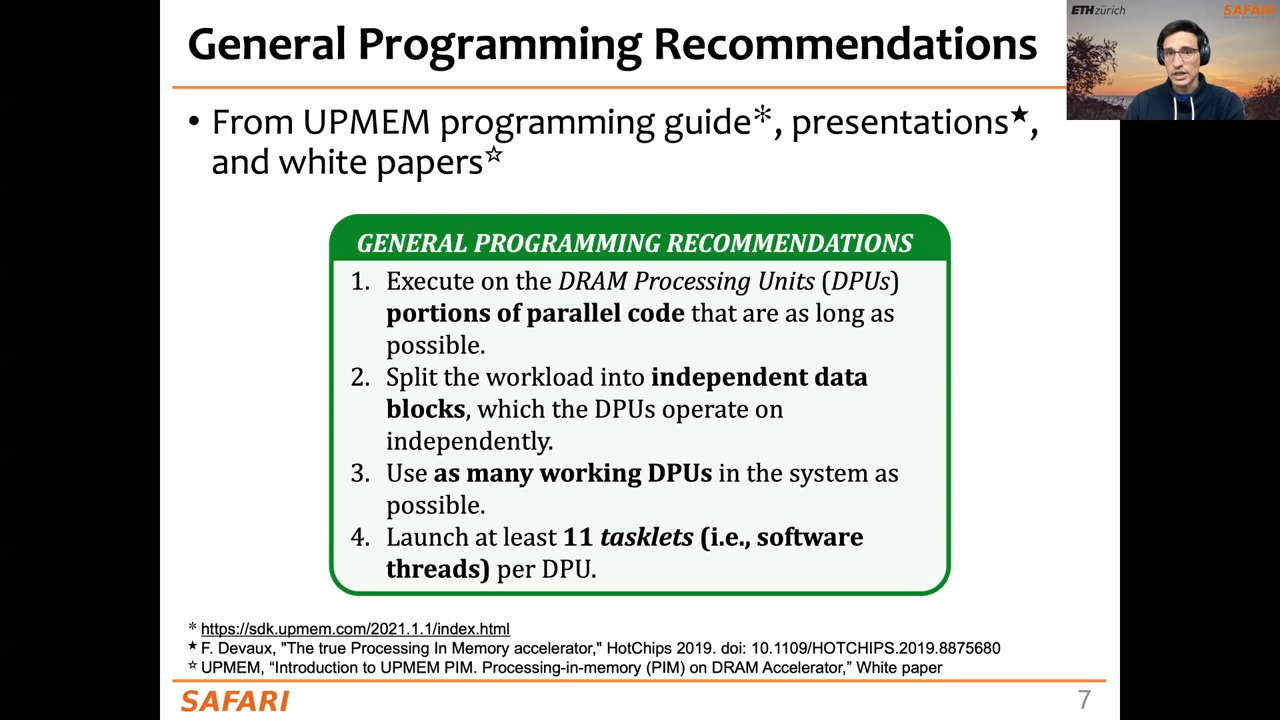 General Programming Recommendations
ETH zürich
SAFARI
• From UPMEM programming guide*, presentations★,
and white papers☆
GENERAL PROGRAMMING RECOMMENDATIONS
1. Execute on the DRAM Processing Units (DPUs)
portions of parallel code that are as long as
possible.
2. Split the workload into independent data
blocks, which the DPUs operate on
independently.
3. Use as many working DPUs in the system as
possible.
4. Launch at least 11 tasklets (i.e., software
threads) per DPU.
* https://sdk.upmem.com/2021.1.1/index.html
★ F. Devaux, "The true Processing In Memory accelerator," HotChips 2019. doi: 10.1109/HOTCHIPS.2019.8875680
☆ UPMEM, “Introduction to UPMEM PIM. Processing-in-memory (PIM) on DRAM Accelerator,” White paper
SAFARI
7